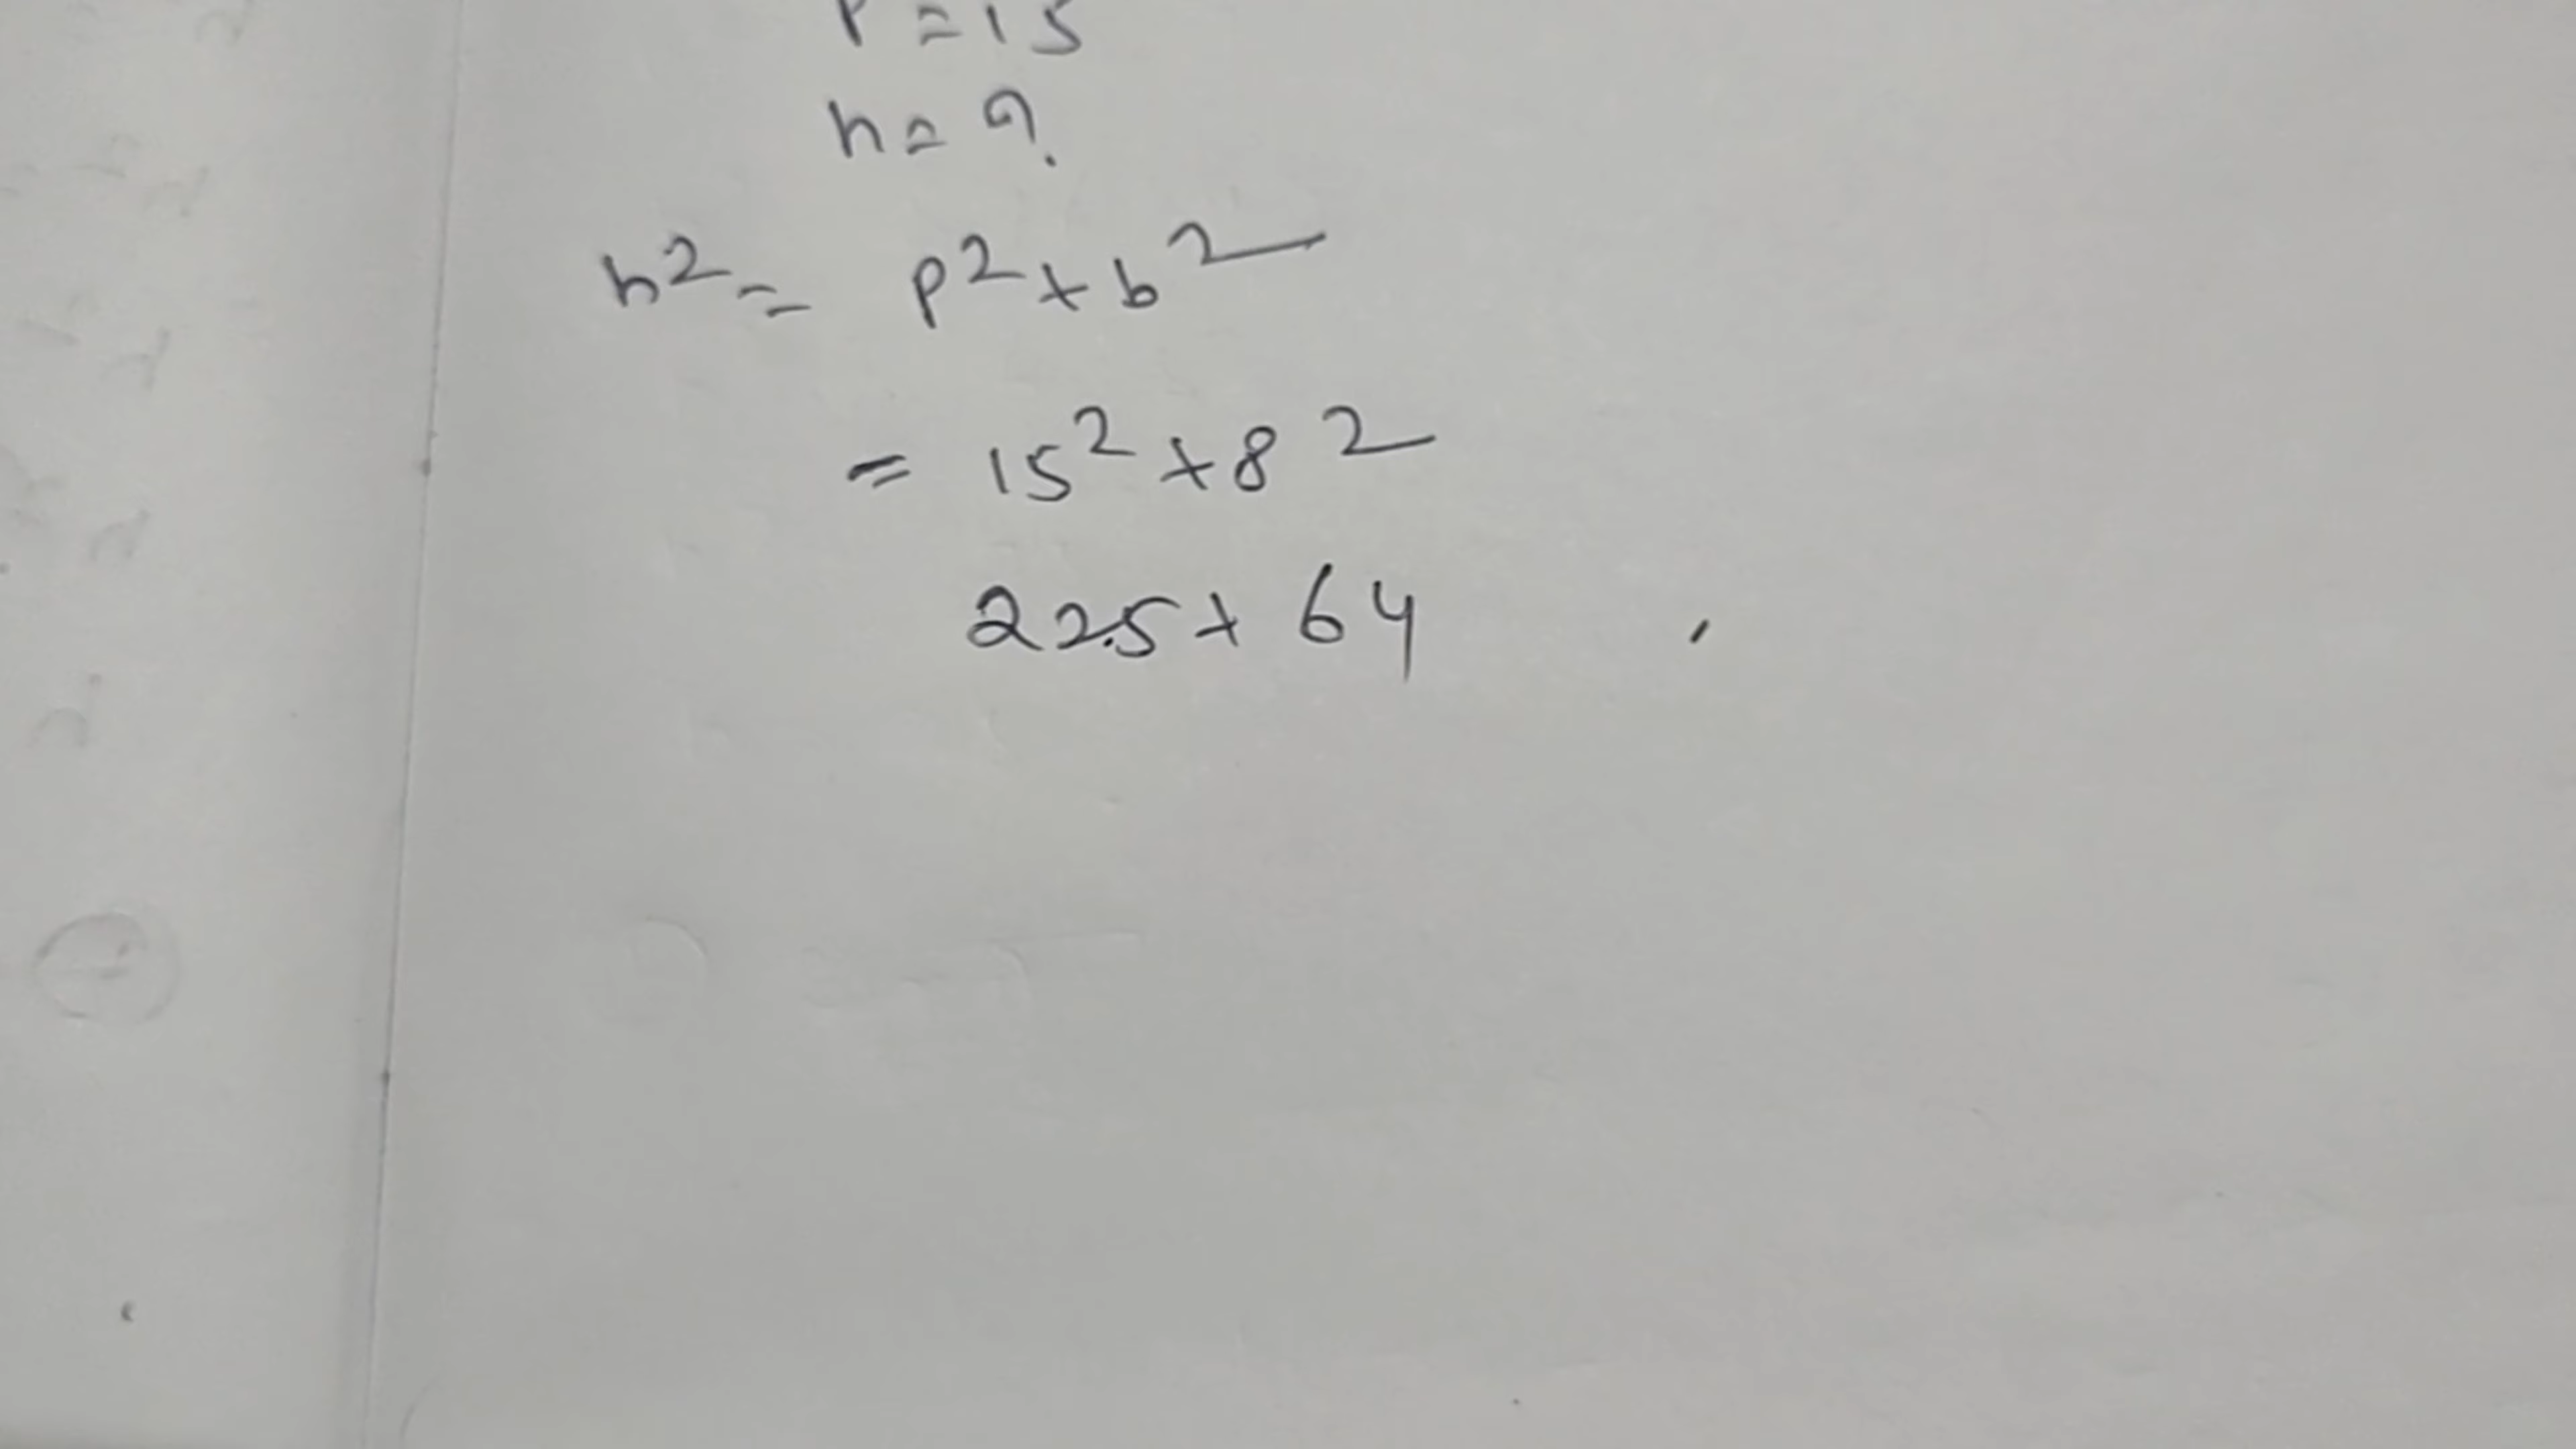 P = 15
h = ?
h² = p² + b²
= 15² + 8²
225 + 64